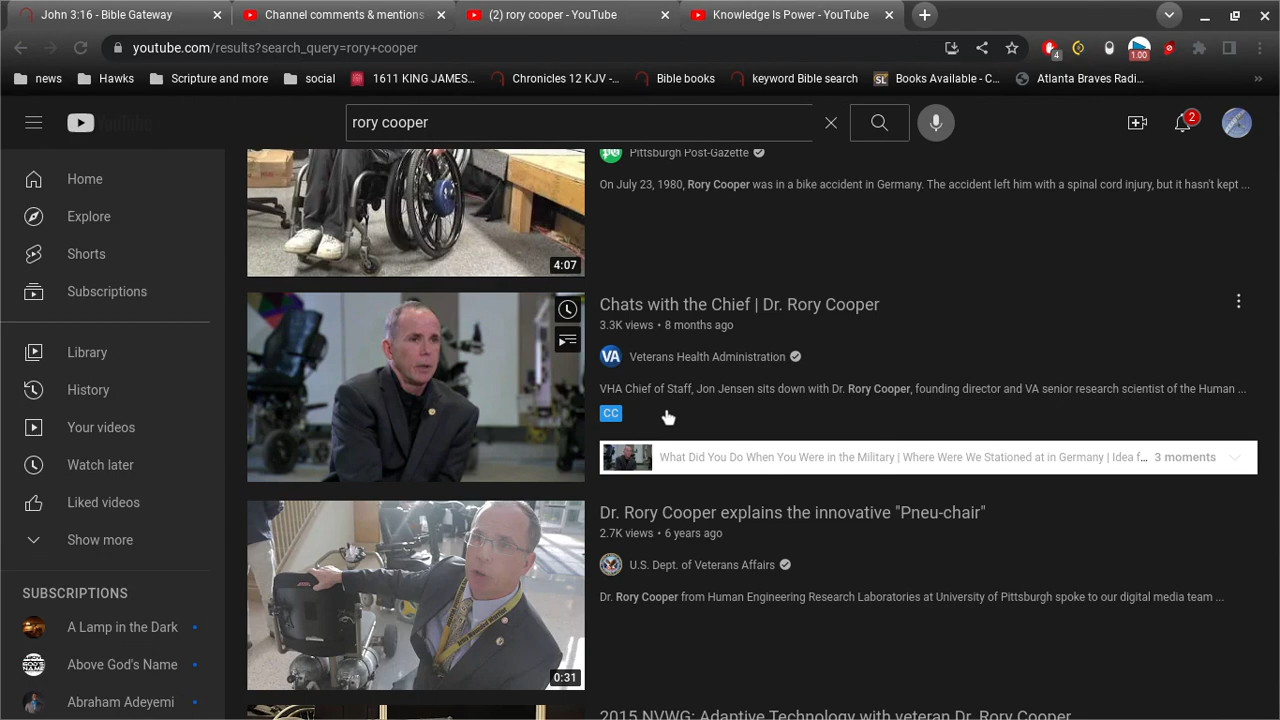 John 3:16 - Bible Gateway
Channel comments & mentions
(2) rory cooper - YouTube
Knowledge Is Power - YouTube
youtube.com/results?search_query=rory+cooper
4
1.00
news
Hawks
Scripture and more
social
1611 KING JAMES...
Chronicles 12 KJV -...
Bible books
keyword Bible search
SL
Books Available - C...
Atlanta Braves Radi...
»
YouTube
rory cooper
2
Home
Explore
Shorts
Subscriptions
Library
History
Your videos
Watch later
Liked videos
Show more
SUBSCRIPTIONS
A Lamp in the Dark
Above God's Name
Abraham Adeyemi
Pittsburgh Post-Gazette
On July 23, 1980, Rory Cooper was in a bike accident in Germany. The accident left him with a spinal cord injury, but it hasn't kept ...
4:07
Chats with the Chief | Dr. Rory Cooper
3.3K views • 8 months ago
VA
Veterans Health Administration
VHA Chief of Staff, Jon Jensen sits down with Dr. Rory Cooper, founding director and VA senior research scientist of the Human ...
CC
What Did You Do When You Were in the Military | Where Were We Stationed at in Germany | Idea f...
3 moments
Dr. Rory Cooper explains the innovative "Pneu-chair"
2.7K views • 6 years ago
U.S. Dept. of Veterans Affairs
Dr. Rory Cooper from Human Engineering Research Laboratories at University of Pittsburgh spoke to our digital media team ...
0:31
2015 NVWG: Adaptive Technology with veteran Dr. Rory Cooper